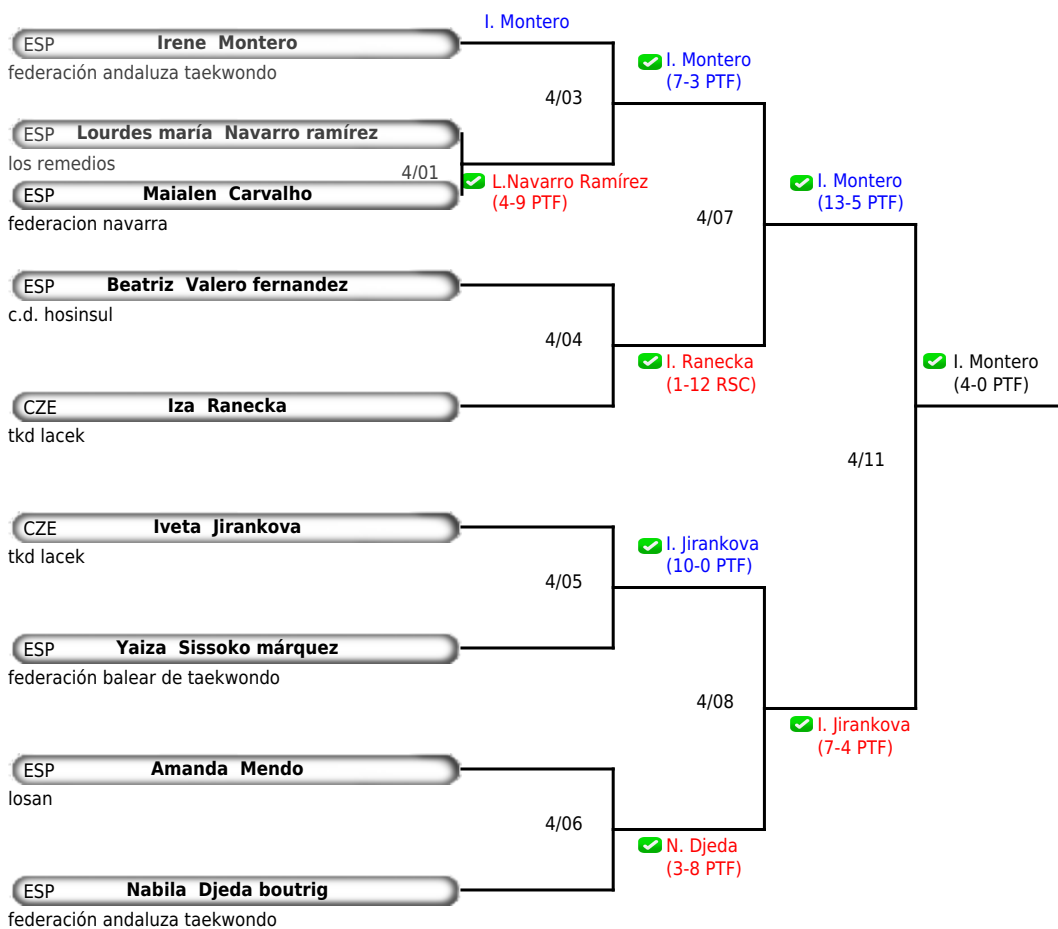 I. Montero
ESP Irene Montero
federación andaluza taekwondo
I. Montero
(7-3 PTF)
4/03
ESP Lourdes maría Navarro ramírez
los remedios
4/01
L.Navarro Ramírez
(4-9 PTF)
ESP Maialen Carvalho
federacion navarra
I. Montero
(13-5 PTF)
4/07
ESP Beatriz Valero fernandez
c.d. hosinsul
4/04
I. Ranecka
(1-12 RSC)
I. Montero
(4-0 PTF)
CZE Iza Ranecka
tkd lacek
4/11
CZE Iveta Jirankova
tkd lacek
I. Jirankova
(10-0 PTF)
4/05
ESP Yaiza Sissoko márquez
federación balear de taekwondo
4/08
I. Jirankova
(7-4 PTF)
ESP Amanda Mendo
losan
4/06
N. Djeda
(3-8 PTF)
ESP Nabila Djeda boutrig
federación andaluza taekwondo